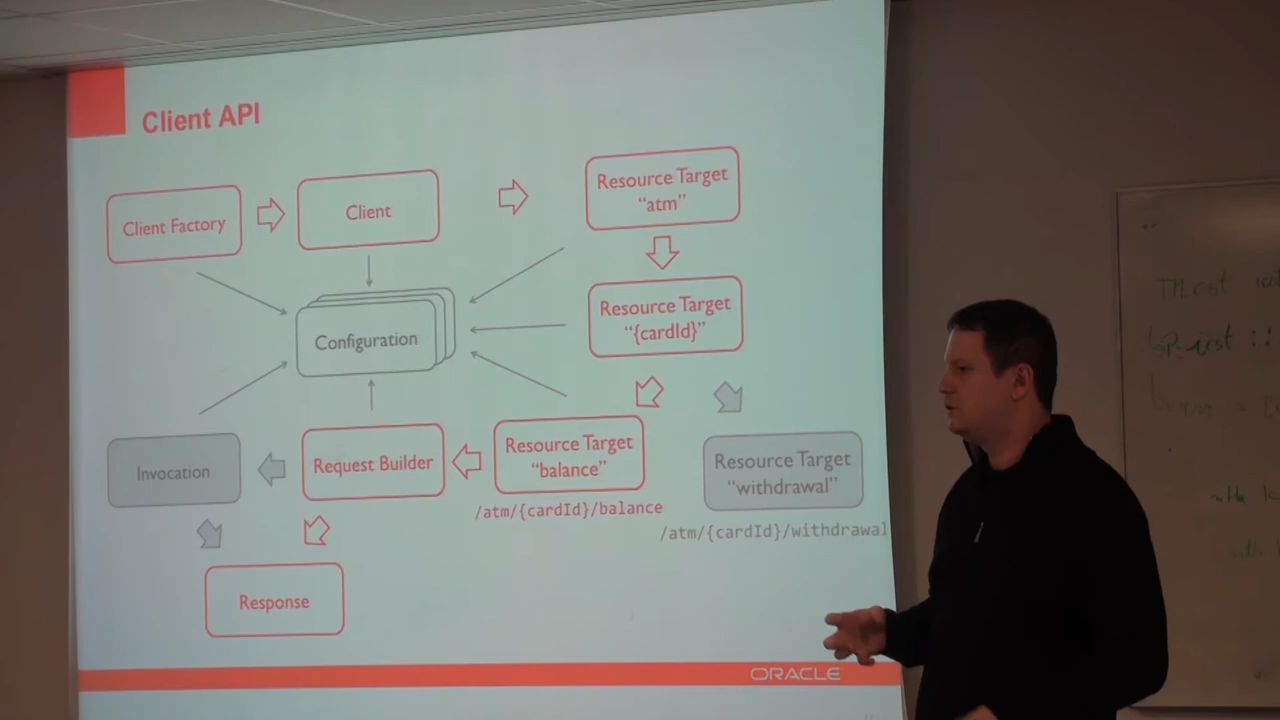 Client API
Client Factory
Client
Resource Target
“atm”
Resource Target
“{cardId}”
Configuration
Invocation
Request Builder
Resource Target
“balance”
/atm/{cardId}/balance
Resource Target
“withdrawal”
/atm/{cardId}/withdrawal
Response
ORACLE